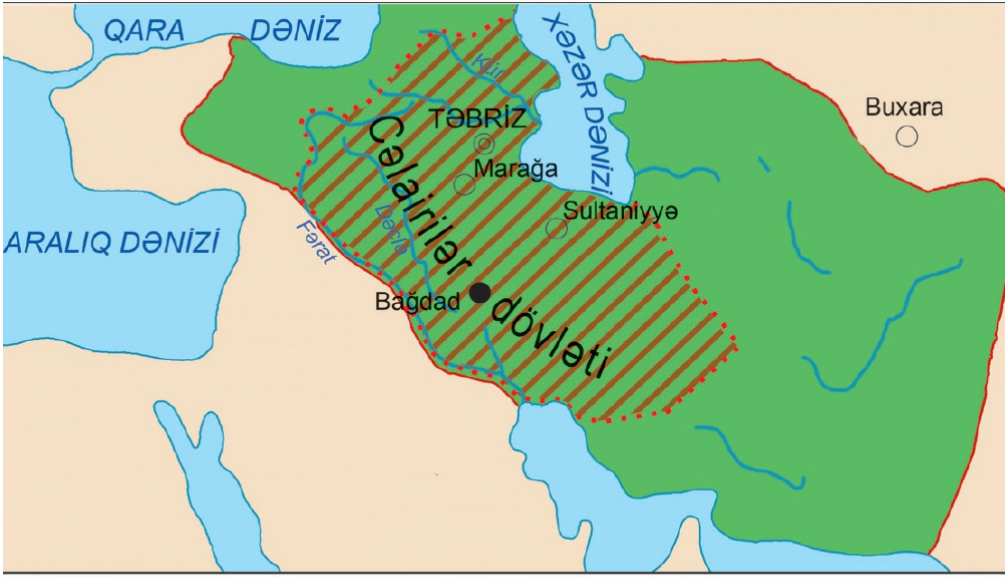 QARA DƏNİZ
XƏZƏR DƏNİZİ
Kür
Buxara
TƏBRİZ
Marağa
Sultaniyyə
Cəlairilər dövləti
Dəclə
Fərat
ARALIQ DƏNİZİ
Bağdad